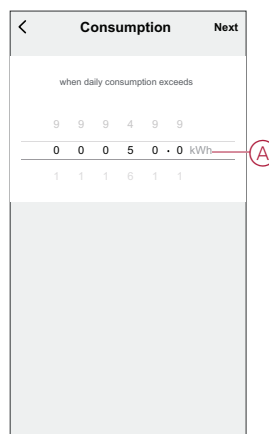 Consumption Next
when daily consumption exceeds
9 9 9 4 9 9
0 0 0 5 0 . 0 kWh A
1 1 1 6 1 1